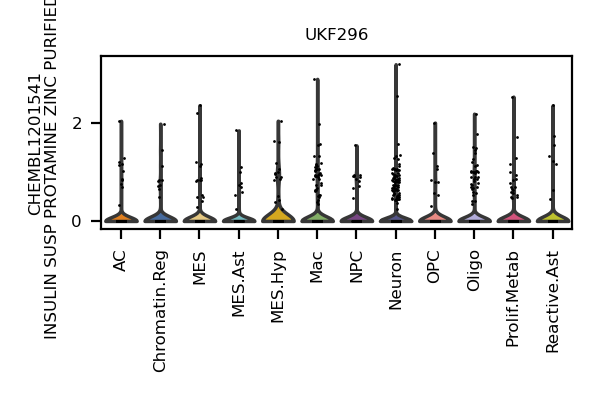 UKF296
CHEMBL1201541
INSULIN SUSP PROTAMINE ZINC PURIFIED
2
0
AC
Chromatin.Reg
MES
MES.Ast
MES.Hyp
Mac
NPC
Neuron
OPC
Oligo
Prolif.Metab
Reactive.Ast